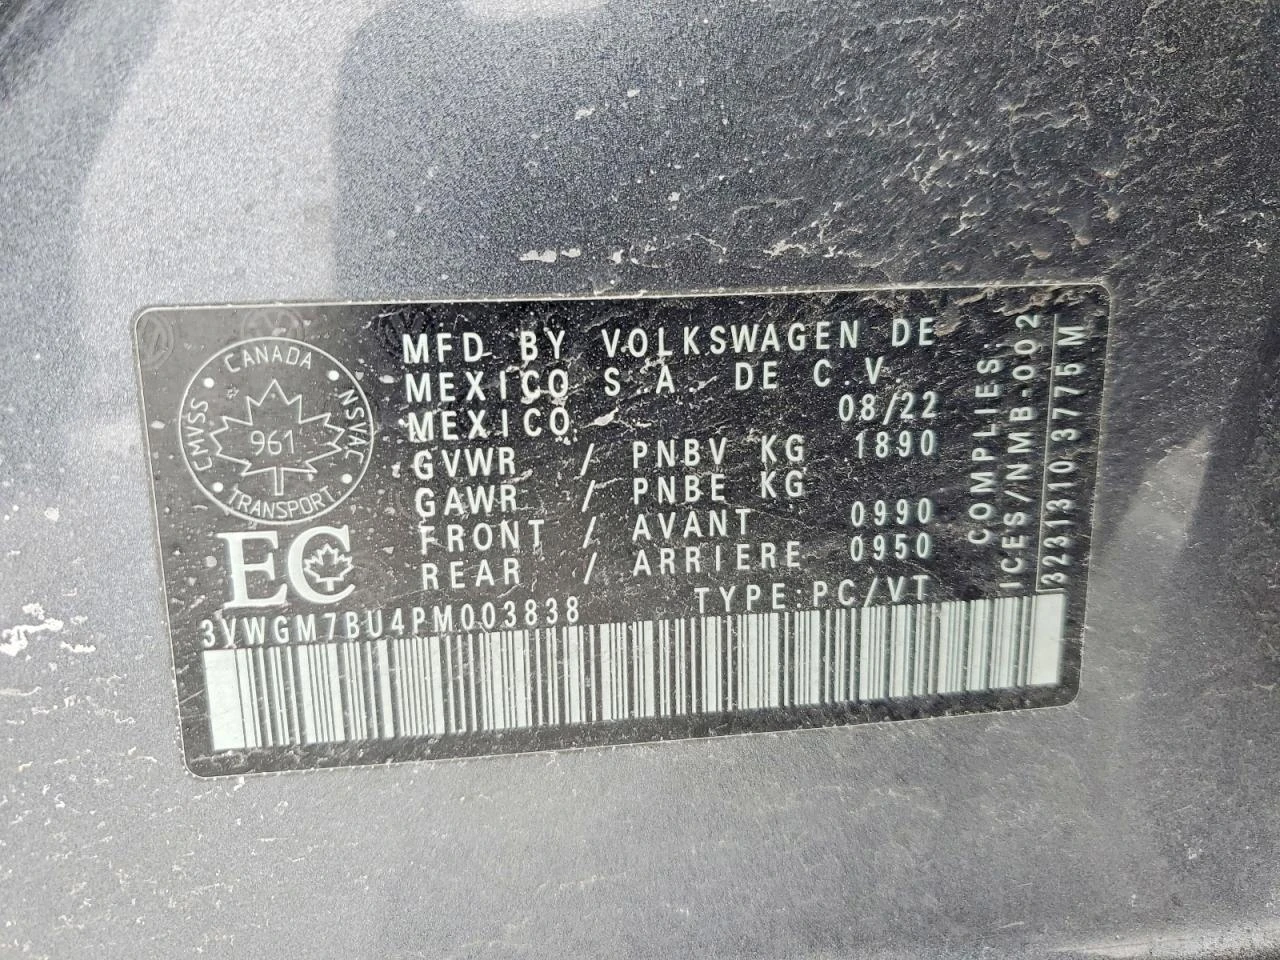 CANADA
CMVSS
NSVAC
961
TRANSPORT
EC
MFD BY VOLKSWAGEN DE
MEXICO S.A. DE C.V.
MEXICO 08/22
GVWR / PNBV KG 1890
GAWR / PNBE KG
FRONT / AVANT 0990
REAR / ARRIERE 0950
3VWGM7BU4PM003838 TYPE:PC/VT
COMPLIES:
ICES/NMB-002
3231310 3775M